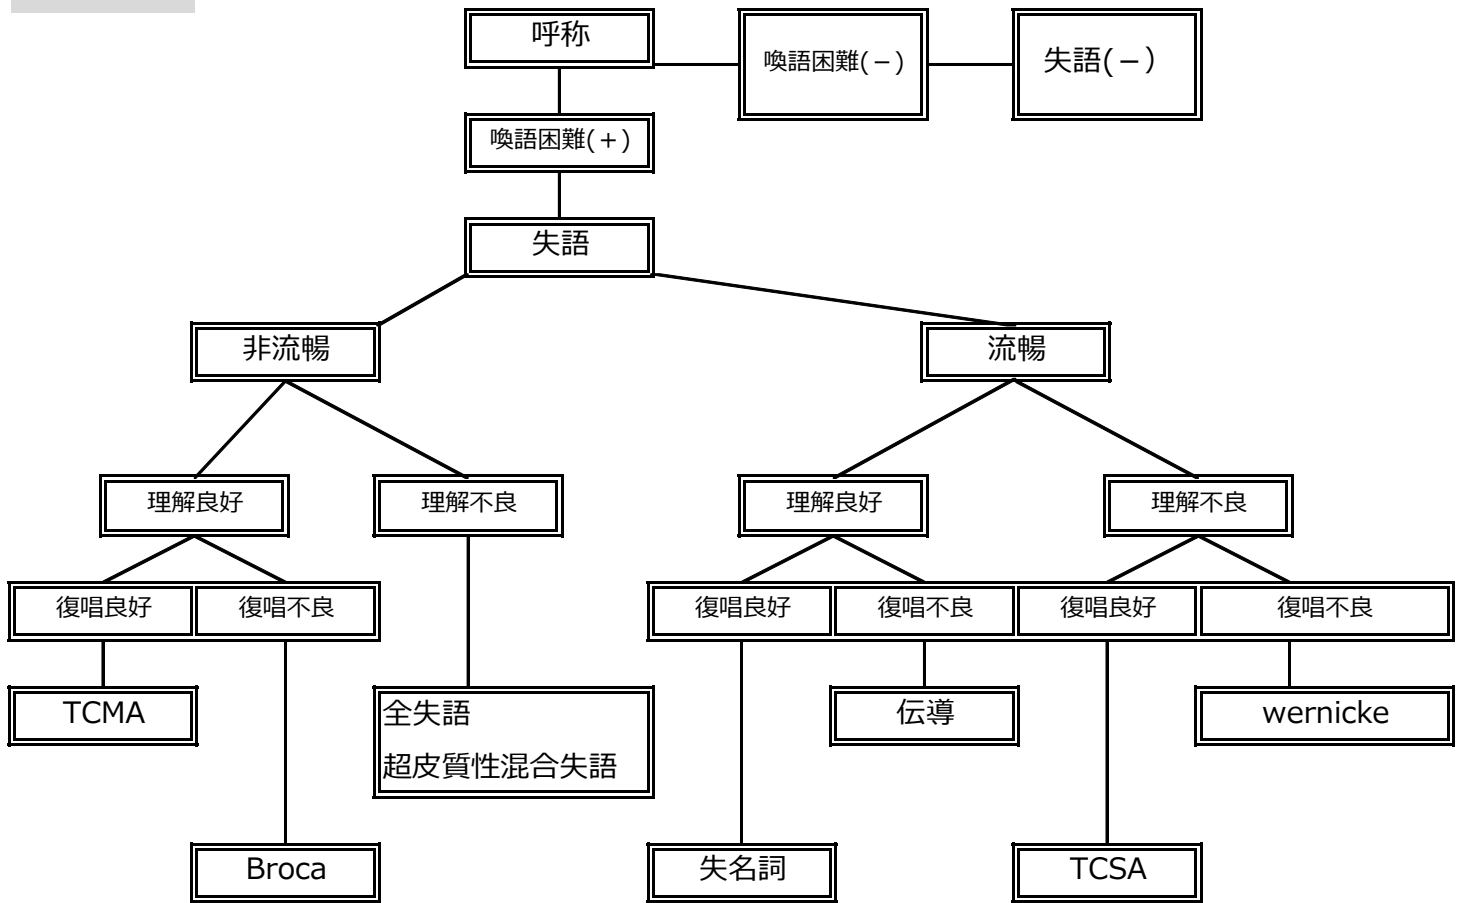 呼称
喚語困難(－)
失語(－)
喚語困難(＋)
失語
非流暢
流暢
理解良好
理解不良
理解良好
理解不良
復唱良好
復唱不良
復唱良好
復唱不良
復唱良好
復唱不良
TCMA
全失語
超皮質性混合失語
伝導
wernicke
Broca
失名詞
TCSA